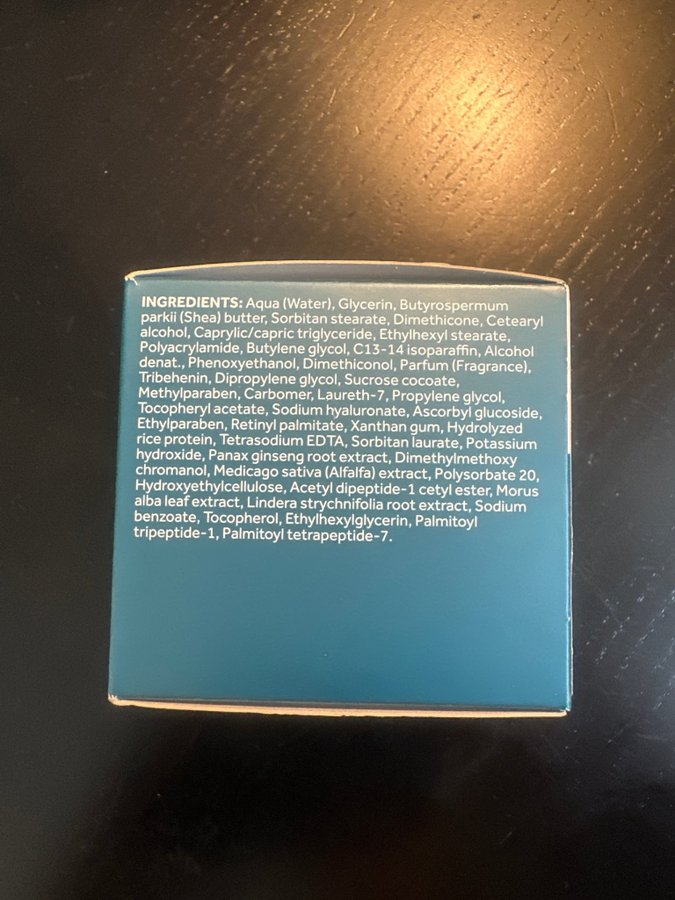 INGREDIENTS: Aqua (Water), Glycerin, Butyrospermum
parkii (Shea) butter, Sorbitan stearate, Dimethicone, Cetearyl
alcohol, Caprylic/capric triglyceride, Ethylhexyl stearate,
Polyacrylamide, Butylene glycol, C13-14 isoparaffin, Alcohol
denat., Phenoxyethanol, Dimethiconol, Parfum (Fragrance),
Tribehenin, Dipropylene glycol, Sucrose cocoate,
Methylparaben, Carbomer, Laureth-7, Propylene glycol,
Tocopheryl acetate, Sodium hyaluronate, Ascorbyl glucoside,
Ethylparaben, Retinyl palmitate, Xanthan gum, Hydrolyzed
rice protein, Tetrasodium EDTA, Sorbitan laurate, Potassium
hydroxide, Panax ginseng root extract, Dimethylmethoxy
chromanol, Medicago sativa (Alfalfa) extract, Polysorbate 20,
Hydroxyethylcellulose, Acetyl dipeptide-1 cetyl ester, Morus
alba leaf extract, Lindera strychnifolia root extract, Sodium
benzoate, Tocopherol, Ethylhexylglycerin, Palmitoyl
tripeptide-1, Palmitoyl tetrapeptide-7.